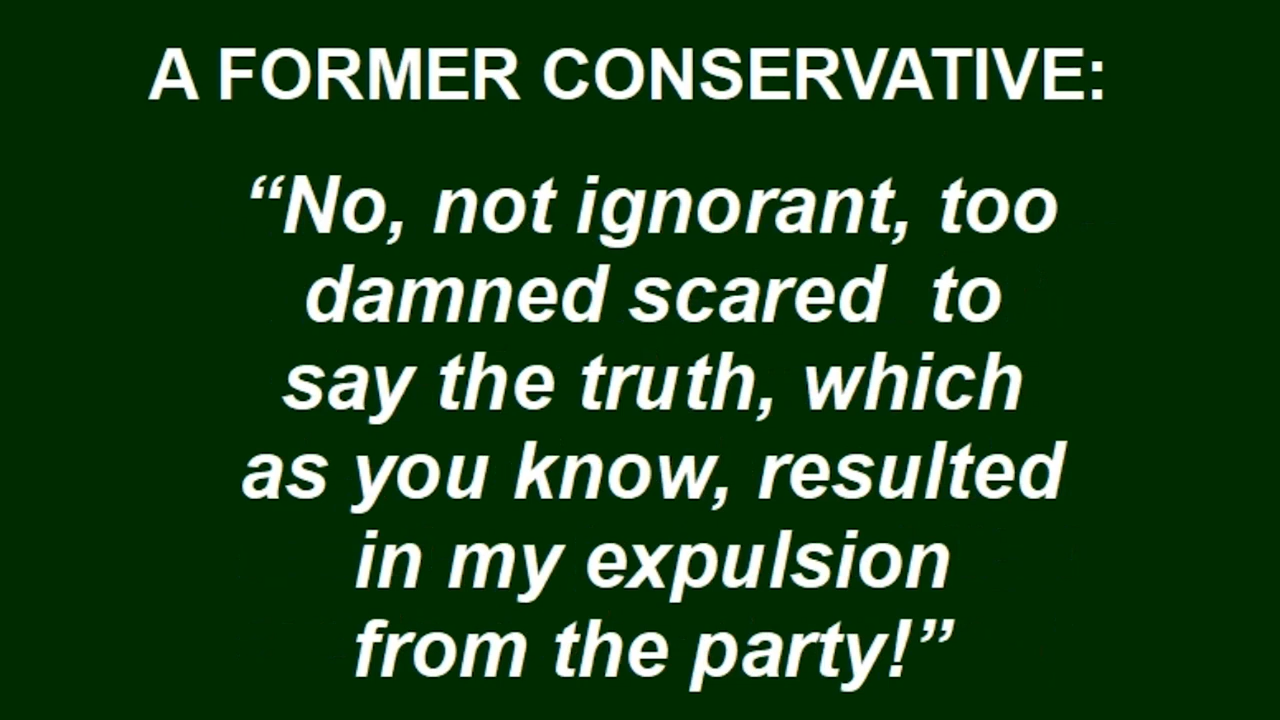 A FORMER CONSERVATIVE:
“No, not ignorant, too
damned scared  to
say the truth, which
as you know, resulted
in my expulsion
from the party!”